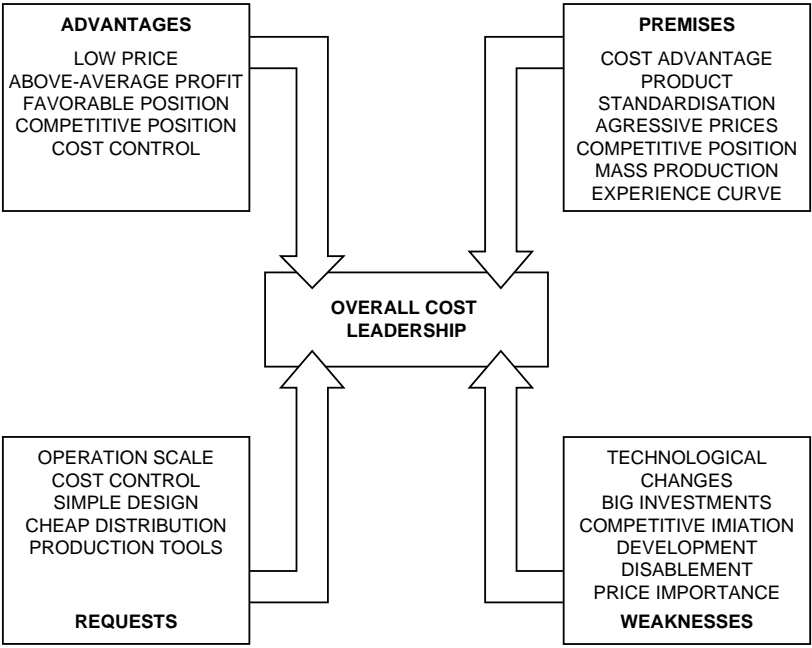 ADVANTAGES
LOW PRICE
ABOVE-AVERAGE PROFIT
FAVORABLE POSITION
COMPETITIVE POSITION
COST CONTROL
PREMISES
COST ADVANTAGE
PRODUCT
STANDARDISATION
AGRESSIVE PRICES
COMPETITIVE POSITION
MASS PRODUCTION
EXPERIENCE CURVE
OVERALL COST
LEADERSHIP
OPERATION SCALE
COST CONTROL
SIMPLE DESIGN
CHEAP DISTRIBUTION
PRODUCTION TOOLS
REQUESTS
TECHNOLOGICAL
CHANGES
BIG INVESTMENTS
COMPETITIVE IMIATION
DEVELOPMENT
DISABLEMENT
PRICE IMPORTANCE
WEAKNESSES